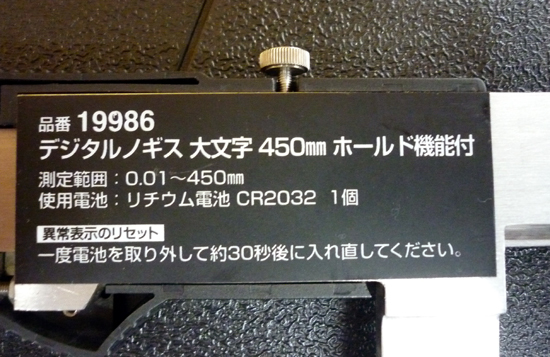 品番 19986
デジタルノギス 大文字 450㎜ ホールド機能付
測定範囲：0.01～450㎜
使用電池：リチウム電池 CR2032 1個
異常表示のリセット
一度電池を取り外して約30秒後に入れ直してください。